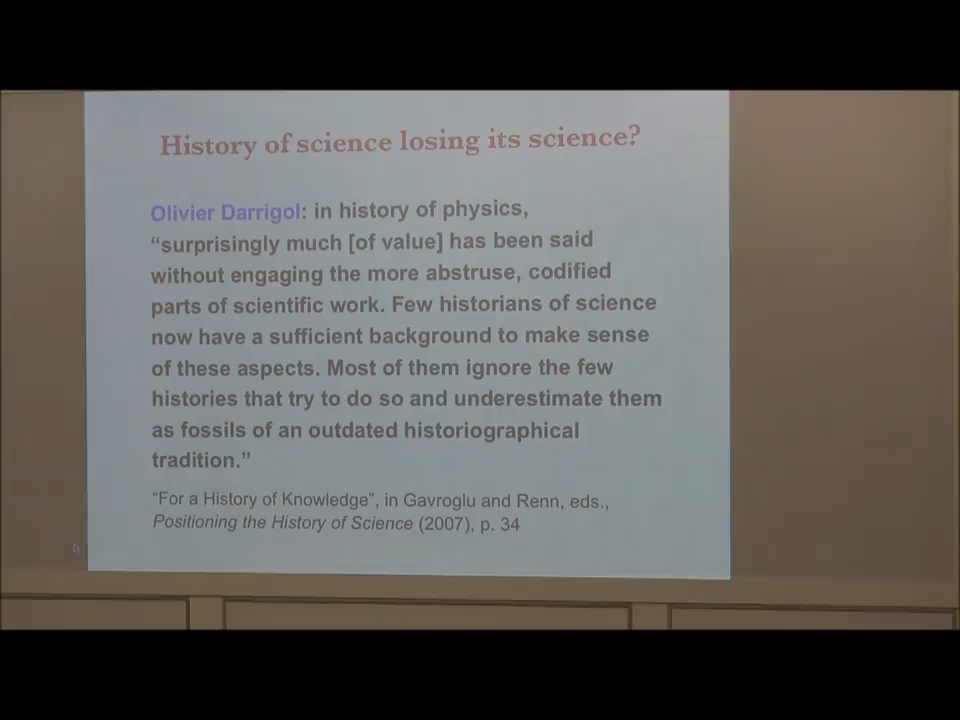 History of science losing its science?
Olivier Darrigol: in history of physics,
“surprisingly much [of value] has been said
without engaging the more abstruse, codified
parts of scientific work. Few historians of science
now have a sufficient background to make sense
of these aspects. Most of them ignore the few
histories that try to do so and underestimate them
as fossils of an outdated historiographical
tradition.”
"For a History of Knowledge", in Gavroglu and Renn, eds.,
Positioning the History of Science (2007), p. 34